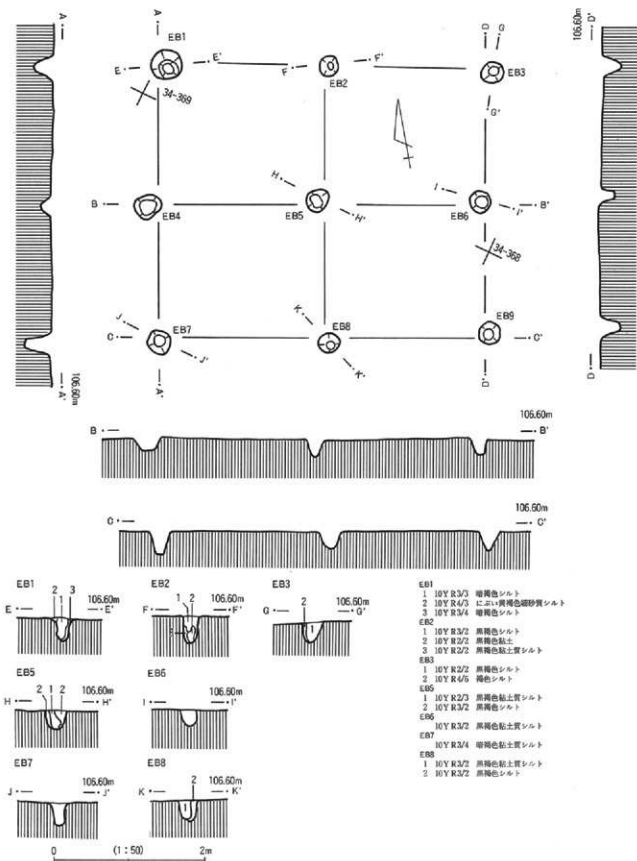 A A'
106.60m
D D'
106.60m
A
D G
EB1
E E'
F F'
EB2
EB3
34-369
G'
H
I
B
EB4
EB5
H'
EB6
I'
B'
34-368
J
K
C
EB7
J'
EB8
K'
EB9
C'
A'
D
106.60m
B B'
106.60m
C C'
EB1
2 1 3 106.60m
E E'
EB2
1 2 106.60m
F F'
3
EB3
2 106.60m
G G'
1
EB5
2 1 2 106.60m
H H'
EB6
106.60m
I I'
EB7
106.60m
J J'
EB8
2 106.60m
K K'
1
0 (1:50) 2m
EB1
1 10YR3/3 暗褐色シルト
2 10YR4/3 にぶい黄褐色細砂質シルト
3 10YR3/4 暗褐色シルト
EB2
1 10YR3/2 黒褐色シルト
2 10YR2/2 黒褐色粘土
3 10YR2/2 黒褐色粘土質シルト
EB3
1 10YR2/2 黒褐色シルト
2 10YR4/6 褐色シルト
EB5
1 10YR2/3 黒褐色粘土質シルト
2 10YR3/2 黒褐色シルト
EB6
10YR3/2 黒褐色粘土質シルト
EB7
10YR3/4 暗褐色粘土質シルト
EB8
1 10YR3/2 黒褐色粘土質シルト
2 10YR3/2 黒褐色シルト